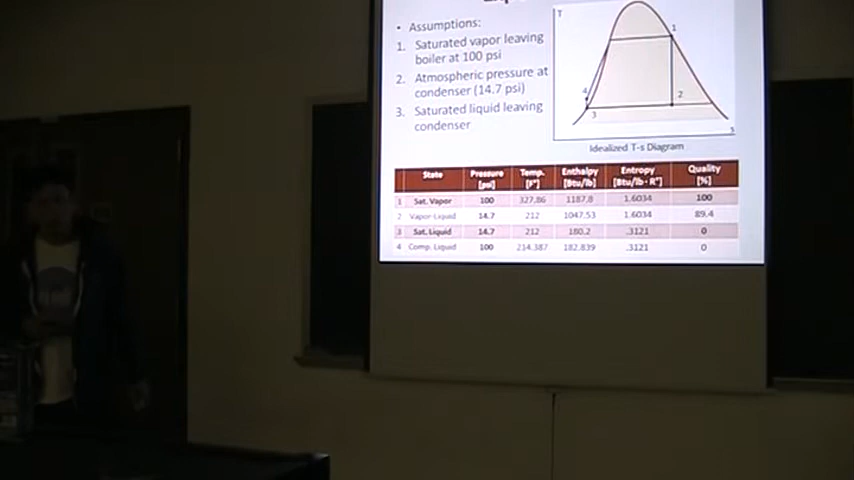 • Assumptions:
1. Saturated vapor leaving
boiler at 100 psi
2. Atmospheric pressure at
condenser (14.7 psi)
3. Saturated liquid leaving
condenser
T
1
4
2
3
S
Idealized T-s Diagram
State Pressure [psi] Temp. [F°] Enthalpy [Btu/lb] Entropy [Btu/lb · R°] Quality [%]
1 Sat. Vapor 100 327.86 1187.8 1.6034 100
2 Vapor-Liquid 14.7 212 1047.53 1.6034 89.4
3 Sat. Liquid 14.7 212 180.2 .3121 0
4 Comp. Liquid 100 214.387 182.839 .3121 0